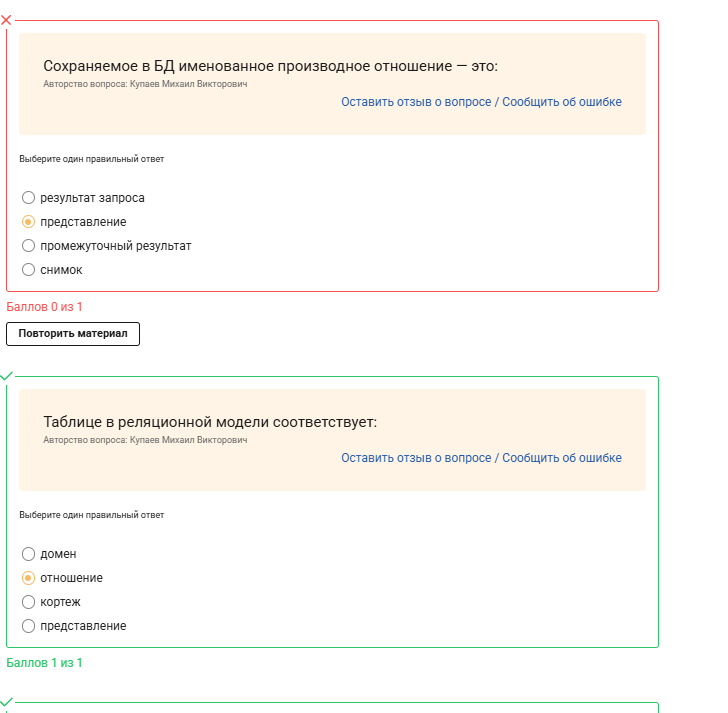 Сохраняемое в БД именованное производное отношение — это:
Авторство вопроса: Купаев Михаил Викторович
Оставить отзыв о вопросе / Сообщить об ошибке
Выберите один правильный ответ
результат запроса
представление
промежуточный результат
снимок
Баллов 0 из 1
Повторить материал
Таблице в реляционной модели соответствует:
Авторство вопроса: Купаев Михаил Викторович
Оставить отзыв о вопросе / Сообщить об ошибке
Выберите один правильный ответ
домен
отношение
кортеж
представление
Баллов 1 из 1